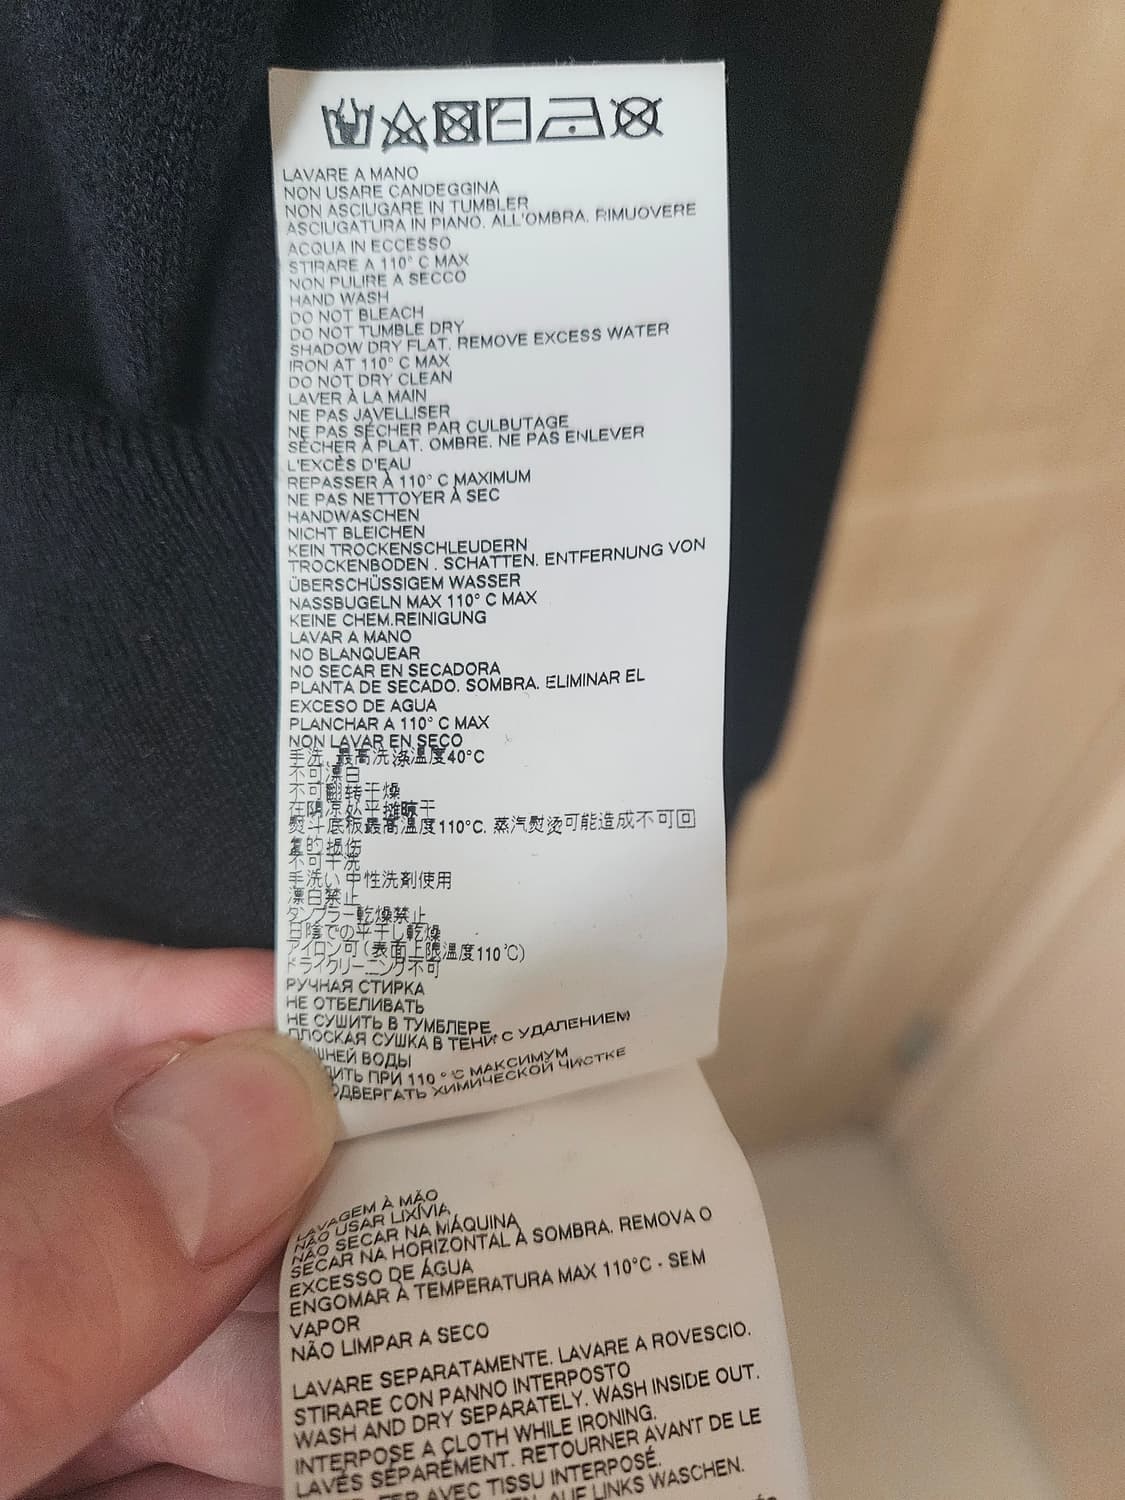 LAVARE A MANO
NON USARE CANDEGGINA
NON ASCIUGARE IN TUMBLER
ASCIUGATURA IN PIANO. ALL'OMBRA. RIMUOVERE
ACQUA IN ECCESSO
STIRARE A 110° C MAX
NON PULIRE A SECCO
HAND WASH
DO NOT BLEACH
DO NOT TUMBLE DRY
SHADOW DRY FLAT. REMOVE EXCESS WATER
IRON AT 110° C MAX
DO NOT DRY CLEAN
LAVER À LA MAIN
NE PAS JAVELLISER
NE PAS SÉCHER PAR CULBUTAGE
SÉCHER À PLAT. OMBRE. NE PAS ENLEVER
L'EXCÈS D'EAU
REPASSER À 110° C MAXIMUM
NE PAS NETTOYER À SEC
HANDWASCHEN
NICHT BLEICHEN
KEIN TROCKENSCHLEUDERN
TROCKENBODEN . SCHATTEN. ENTFERNUNG VON
ÜBERSCHÜSSIGEM WASSER
NASSBUGELN MAX 110° C MAX
KEINE CHEM.REINIGUNG
LAVAR A MANO
NO BLANQUEAR
NO SECAR EN SECADORA
PLANTA DE SECADO. SOMBRA. ELIMINAR EL
EXCESO DE AGUA
PLANCHAR A 110° C MAX
NON LAVAR EN SECO
手洗, 最高洗涤温度40°C
不可漂白
不可翻转干燥
在阴凉处平摊晾干
熨斗底板最高温度110°C, 蒸汽熨烫可能造成不可回
复的损伤
不可干洗
手洗い 中性洗剤使用
漂白禁止
タンブラー乾燥禁止
日陰での平干し乾燥
アイロン可(表面上限温度110℃)
ドライクリーニング不可
РУЧНАЯ СТИРКА
НЕ ОТБЕЛИВАТЬ
НЕ СУШИТЬ В ТУМБЛЕРЕ
ПЛОСКАЯ СУШКА В ТЕНИ С УДАЛЕНИЕМ
ВОДЫ
ПРИ 110 ° C МАКСИМУМ
ХИМИЧЕСКОЙ ЧИСТКЕ
LAVAGEM À MÃO
NÃO USAR LIXÍVIA
NÃO SECAR NA MÁQUINA
SECAR NA HORIZONTAL À SOMBRA. REMOVA O
EXCESSO DE ÁGUA
ENGOMAR À TEMPERATURA MAX 110°C - SEM
VAPOR
NÃO LIMPAR A SECO
LAVARE SEPARATAMENTE. LAVARE A ROVESCIO.
STIRARE CON PANNO INTERPOSTO
WASH AND DRY SEPARATELY. WASH INSIDE OUT.
INTERPOSE A CLOTH WHILE IRONING.
LAVÉS SÉPARÉMENT. RETOURNER AVANT DE LE
AVEC TISSU INTERPOSÉ.
AUF LINKS WASCHEN.